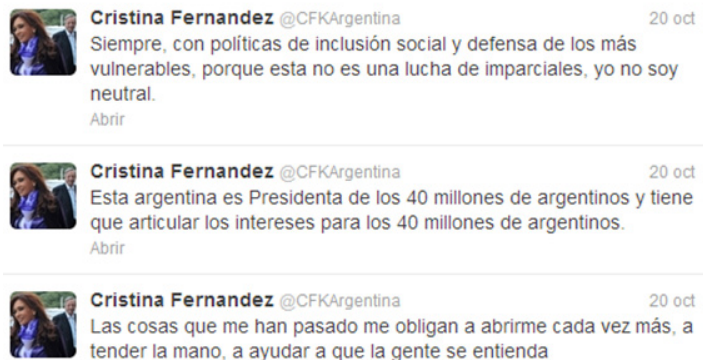 Cristina Fernandez @CFKArgentina 20 oct
Siempre, con políticas de inclusión social y defensa de los más
vulnerables, porque esta no es una lucha de imparciales, yo no soy
neutral.
Abrir
Cristina Fernandez @CFKArgentina 20 oct
Esta argentina es Presidenta de los 40 millones de argentinos y tiene
que articular los intereses para los 40 millones de argentinos.
Abrir
Cristina Fernandez @CFKArgentina 20 oct
Las cosas que me han pasado me obligan a abrirme cada vez más, a
tender la mano, a ayudar a que la gente se entienda